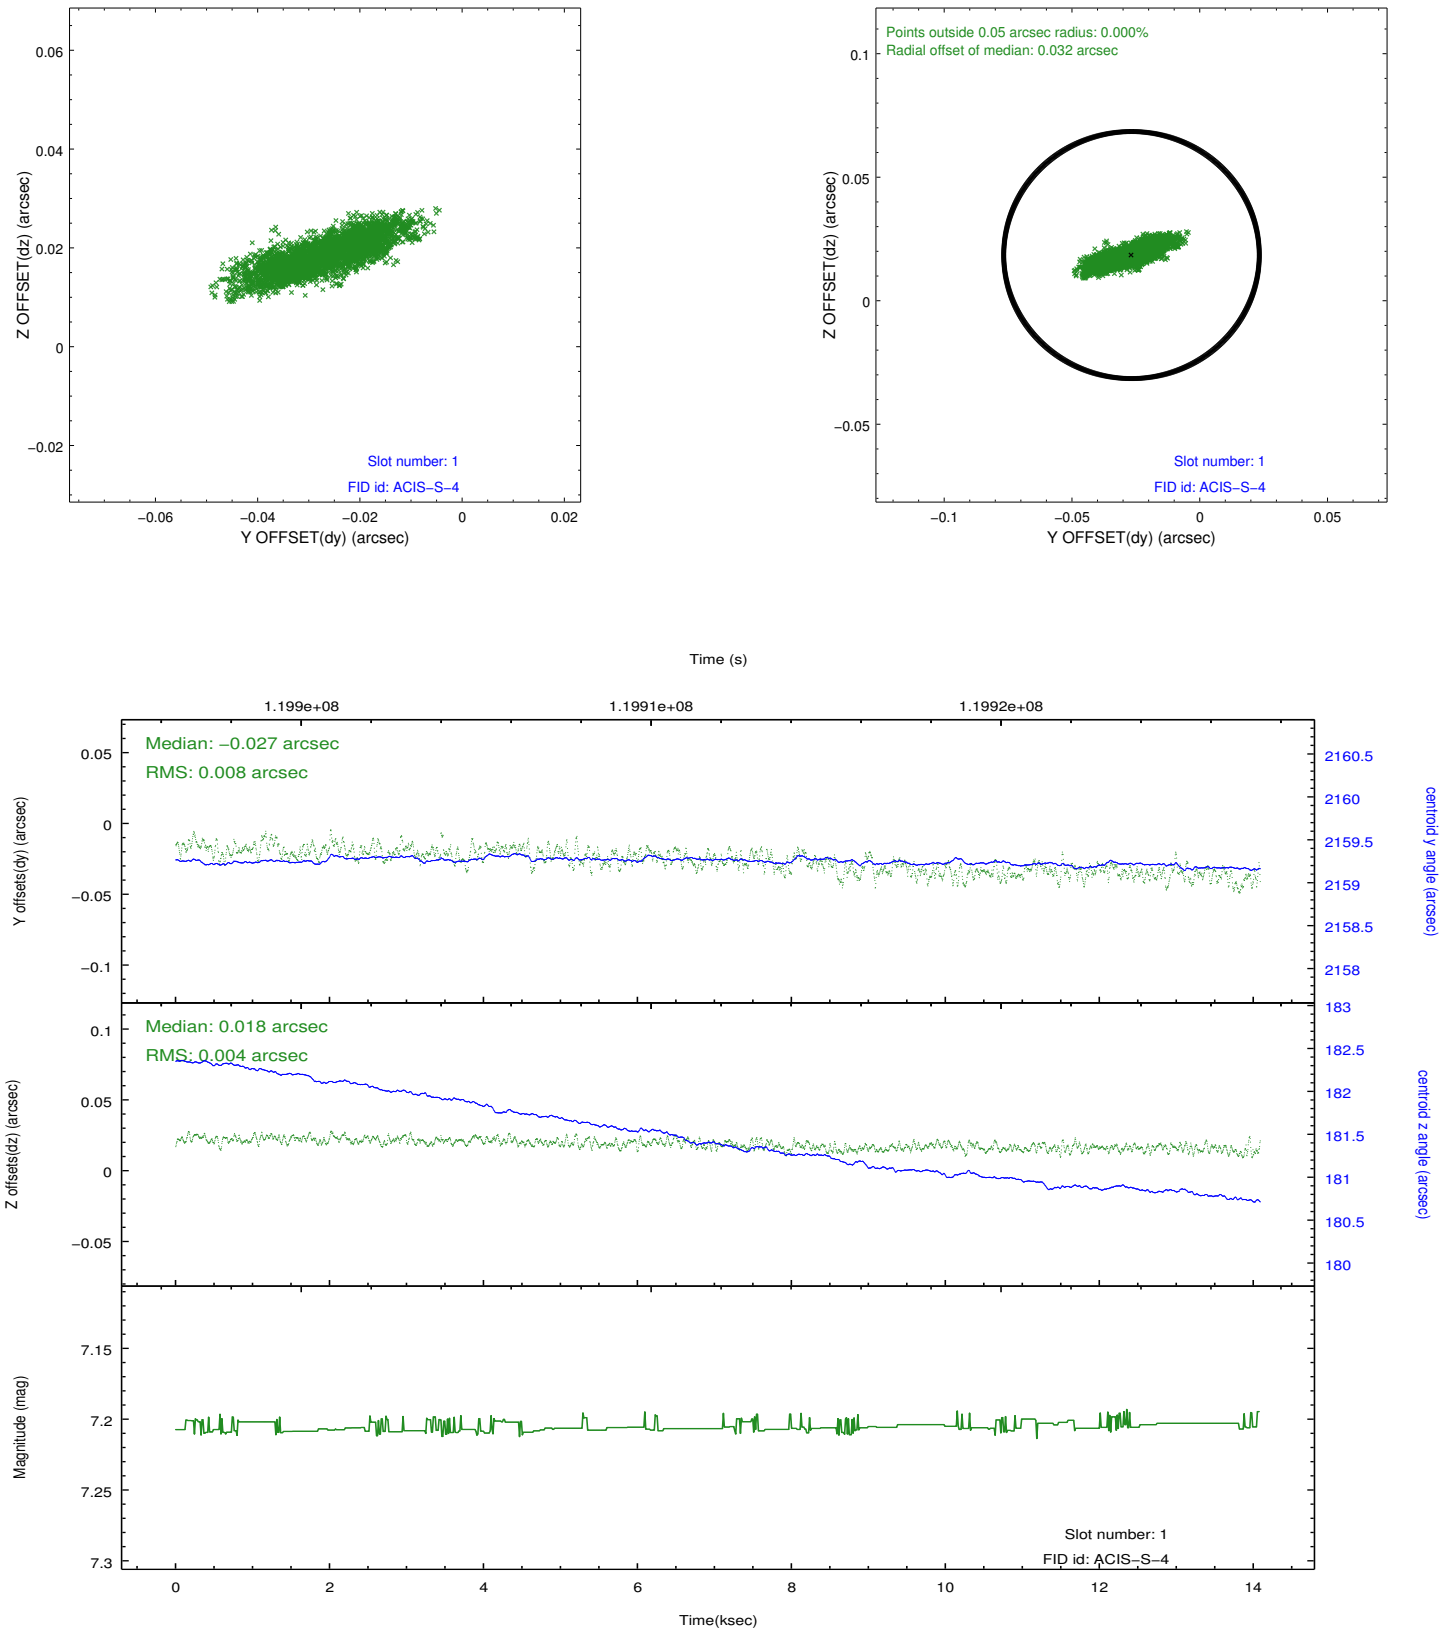 0.06
0.04
0.02
0
−0.02
Z OFFSET(dz) (arcsec)
Slot number: 1
FID id: ACIS−S−4
−0.06
−0.04
−0.02
0
0.02
Y OFFSET(dy) (arcsec)
Points outside 0.05 arcsec radius: 0.000%
Radial offset of median: 0.032 arcsec
0.1
0.05
0
−0.05
Z OFFSET(dz) (arcsec)
Slot number: 1
FID id: ACIS−S−4
−0.1
−0.05
0
0.05
Y OFFSET(dy) (arcsec)
Time (s)
1.199e+08
1.1991e+08
1.1992e+08
Median: −0.027 arcsec
RMS: 0.008 arcsec
0.05
0
−0.05
−0.1
Y offsets(dy) (arcsec)
2160.5
2160
2159.5
2159
2158.5
2158
centroid y angle (arcsec)
Median: 0.018 arcsec
RMS: 0.004 arcsec
0.1
0.05
0
−0.05
Z offsets(dz) (arcsec)
183
182.5
182
181.5
181
180.5
180
centroid z angle (arcsec)
7.15
7.2
7.25
7.3
Magnitude (mag)
Slot number: 1
FID id: ACIS−S−4
0
2
4
6
8
10
12
14
Time(ksec)